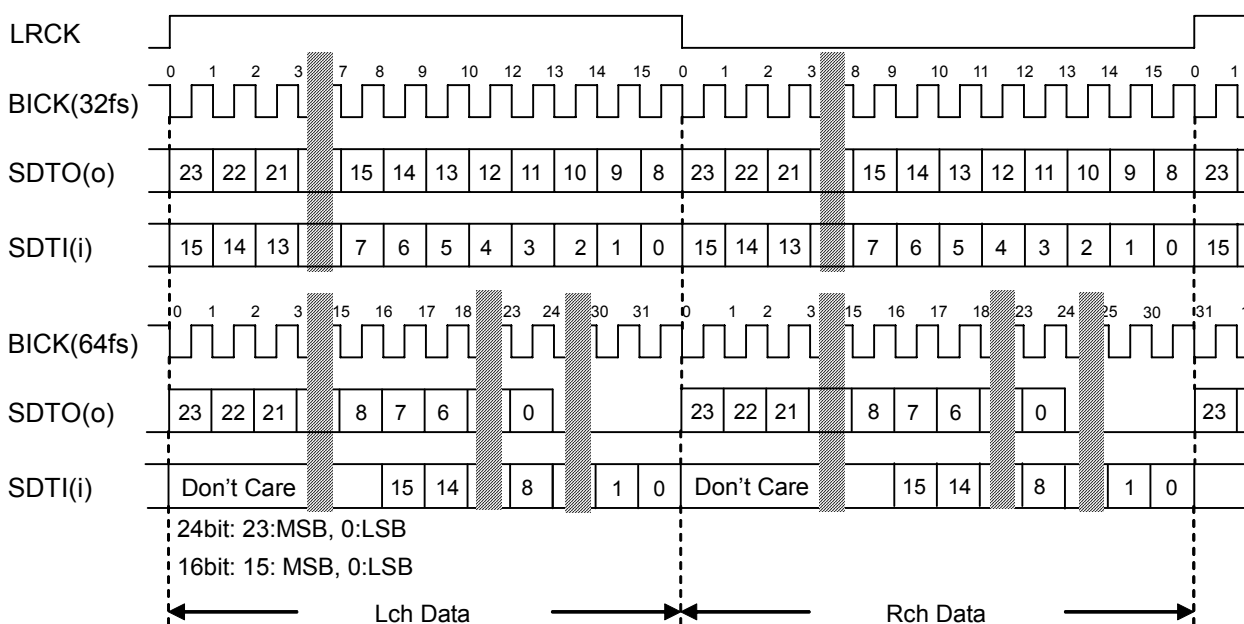 LRCK
0 1 2 3 7 8 9 10 11 12 13 14 15 0 1 2 3 8 9 10 11 12 13 14 15 0 1
BICK(32fs)
SDTO(o) 23 22 21 15 14 13 12 11 10 9 8 23 22 21 15 14 13 12 11 10 9 8 23
SDTI(i) 15 14 13 7 6 5 4 3 2 1 0 15 14 13 7 6 5 4 3 2 1 0 15
0 1 2 3 15 16 17 18 23 24 30 31 0 1 2 3 15 16 17 18 23 24 25 30 31
BICK(64fs)
SDTO(o) 23 22 21 8 7 6 0 23 22 21 8 7 6 0 23
SDTI(i) Don't Care 15 14 8 1 0 Don't Care 15 14 8 1 0
24bit: 23:MSB, 0:LSB
16bit: 15: MSB, 0:LSB
Lch Data Rch Data